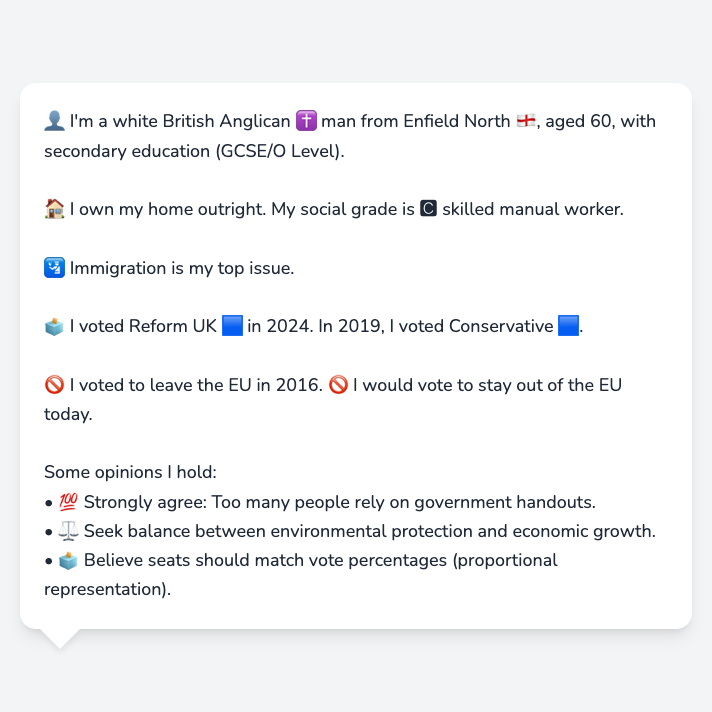 👤 I'm a white British Anglican ✝️ man from Enfield North 🏴󠁧󠁢󠁥󠁮󠁧󠁿, aged 60, with
secondary education (GCSE/O Level).
🏠 I own my home outright. My social grade is 🅲 skilled manual worker.
🛂 Immigration is my top issue.
🗳️ I voted Reform UK 🟦 in 2024. In 2019, I voted Conservative 🟦.
🚫 I voted to leave the EU in 2016. 🚫 I would vote to stay out of the EU
today.
Some opinions I hold:
• 💯 Strongly agree: Too many people rely on government handouts.
• ⚖️ Seek balance between environmental protection and economic growth.
• 🗳️ Believe seats should match vote percentages (proportional
representation).